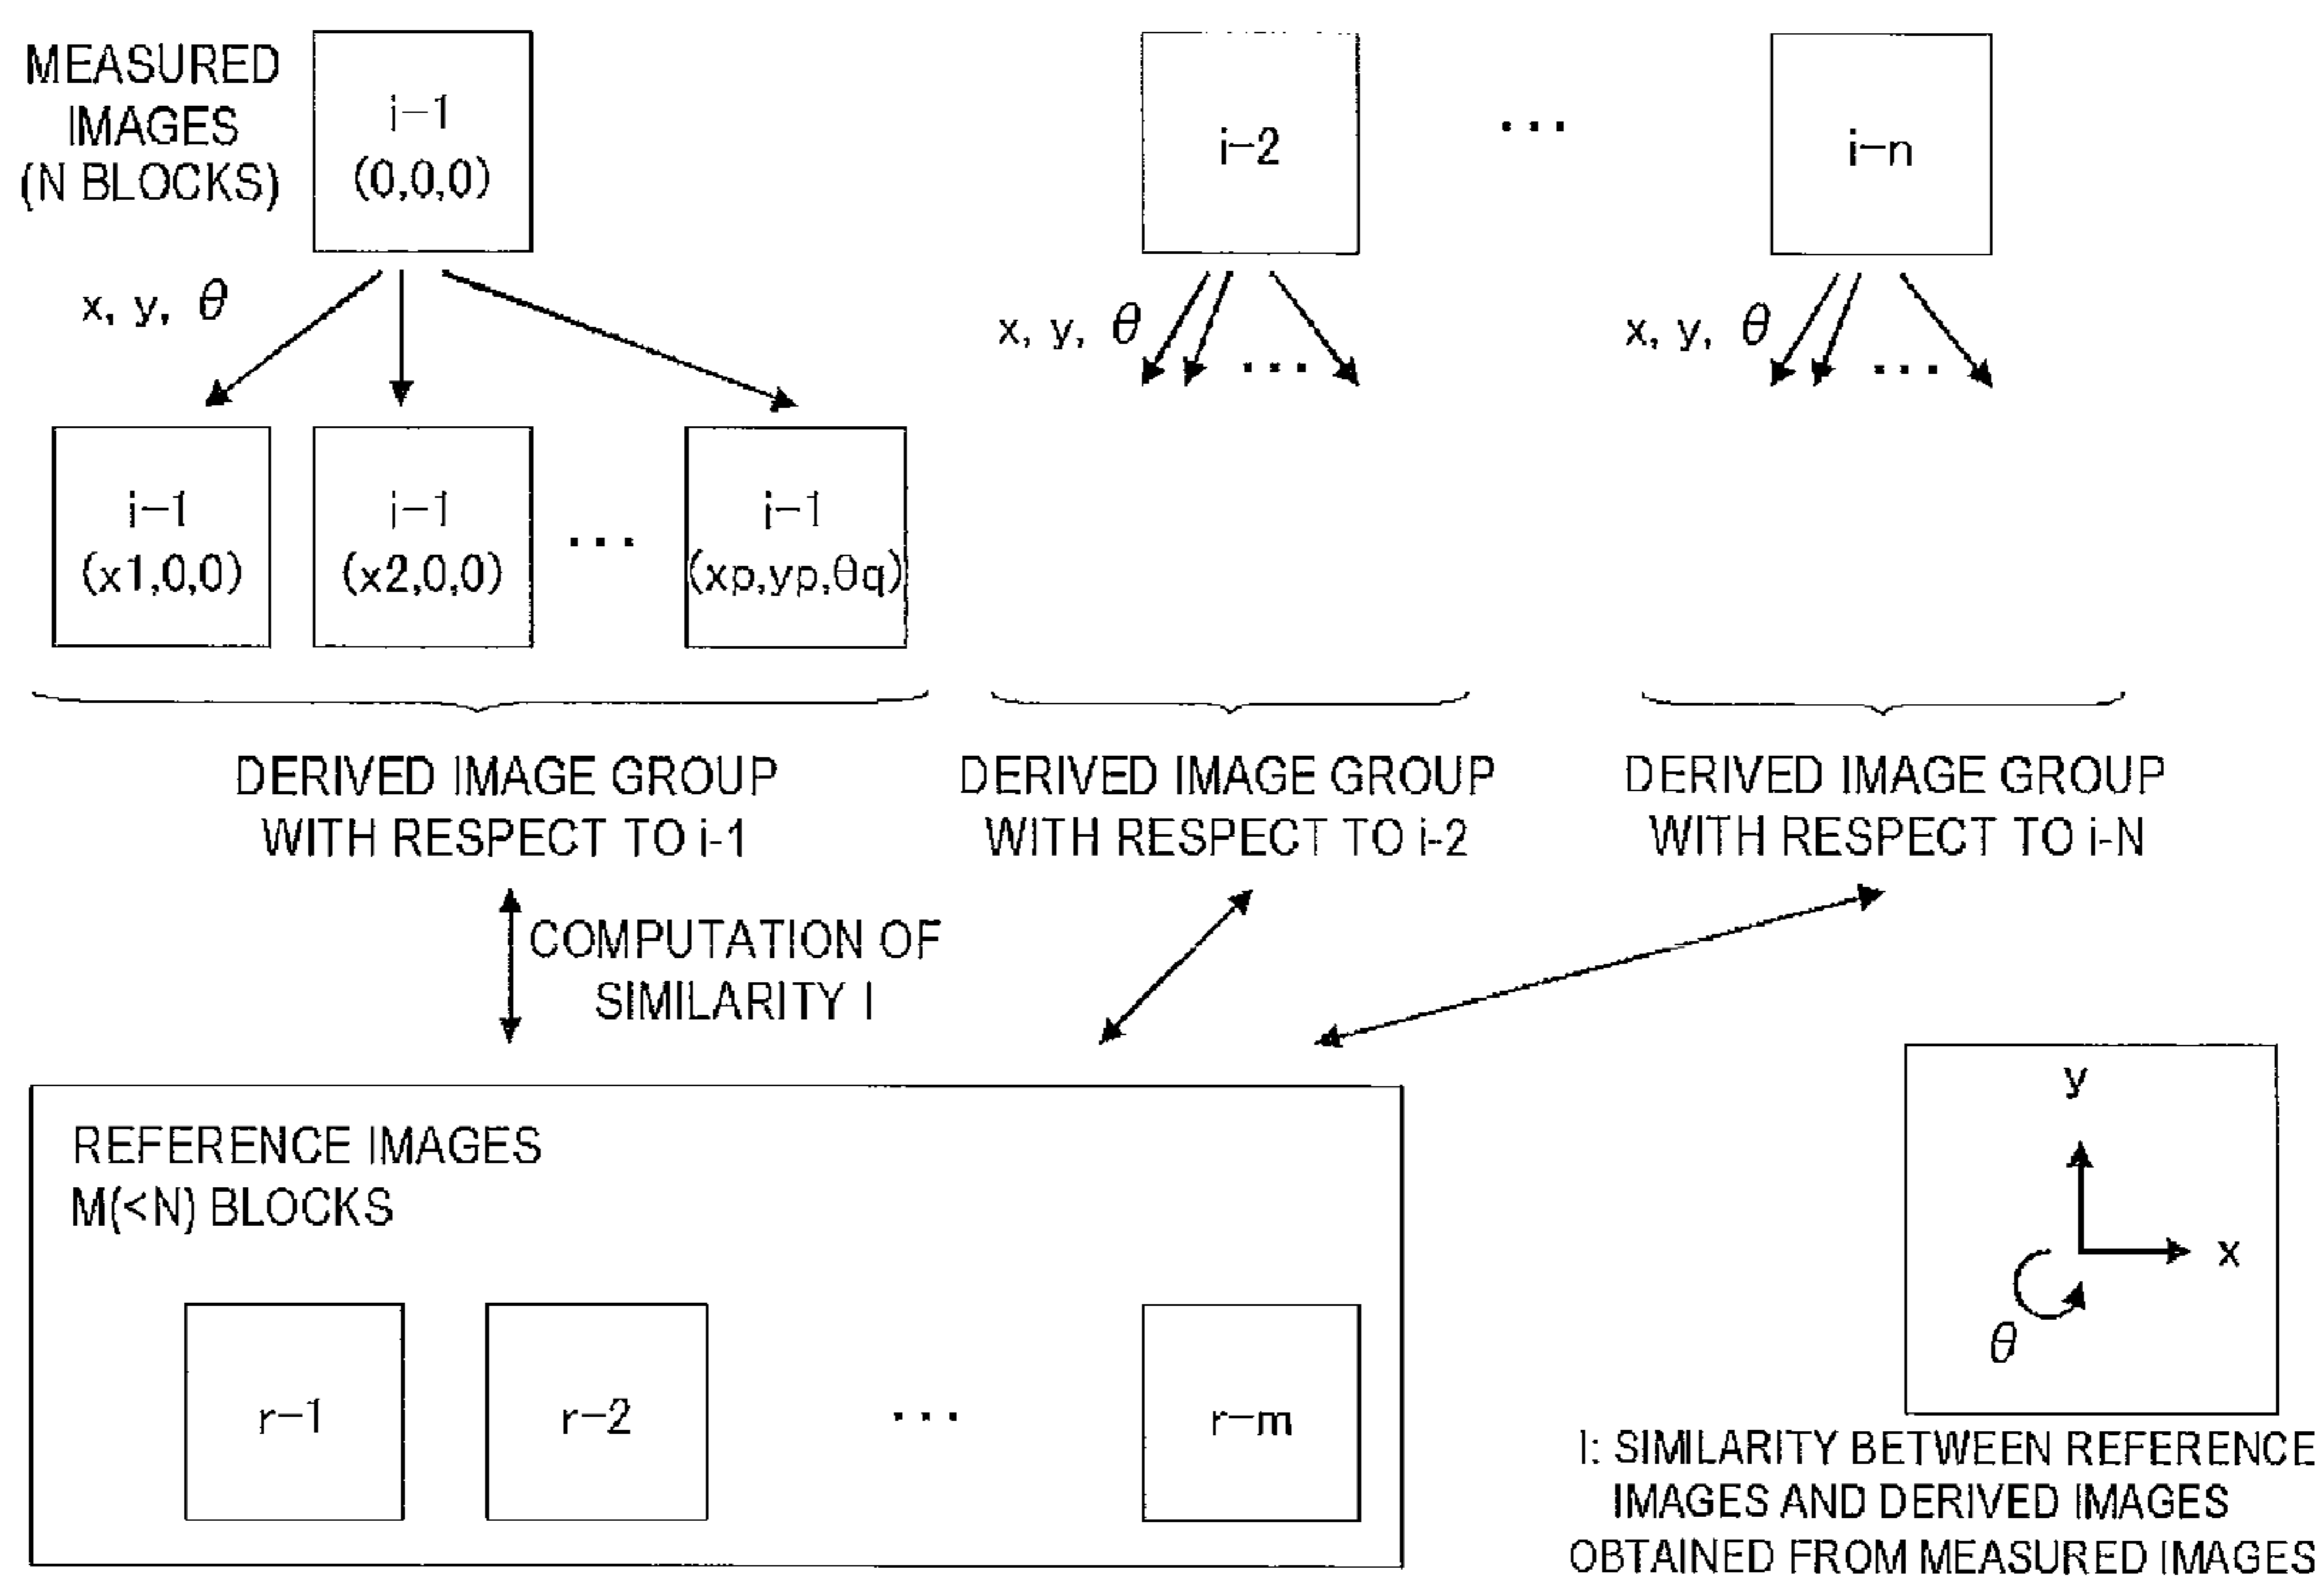 MEASURED
IMAGES
(N BLOCKS)
i-1
(0,0,0)
i-2
...
i-n
x, y, θ
x, y, θ
x, y, θ
...
...
i-1
(x1,0,0)
i-1
(x2,0,0)
...
i-1
(xp,yp,θq)
DERIVED IMAGE GROUP
WITH RESPECT TO i-1
DERIVED IMAGE GROUP
WITH RESPECT TO i-2
DERIVED IMAGE GROUP
WITH RESPECT TO i-N
COMPUTATION OF
SIMILARITY I
REFERENCE IMAGES
M(<N) BLOCKS
r-1
r-2
...
r-m
y
x
θ
I: SIMILARITY BETWEEN REFERENCE
IMAGES AND DERIVED IMAGES
OBTAINED FROM MEASURED IMAGES